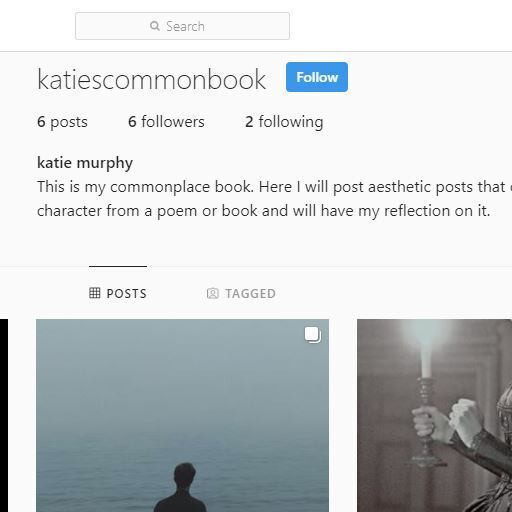 Search
katiescommonbook Follow
6 posts 6 followers 2 following
katie murphy
This is my commonplace book. Here I will post aesthetic posts that
character from a poem or book and will have my reflection on it.
POSTS TAGGED